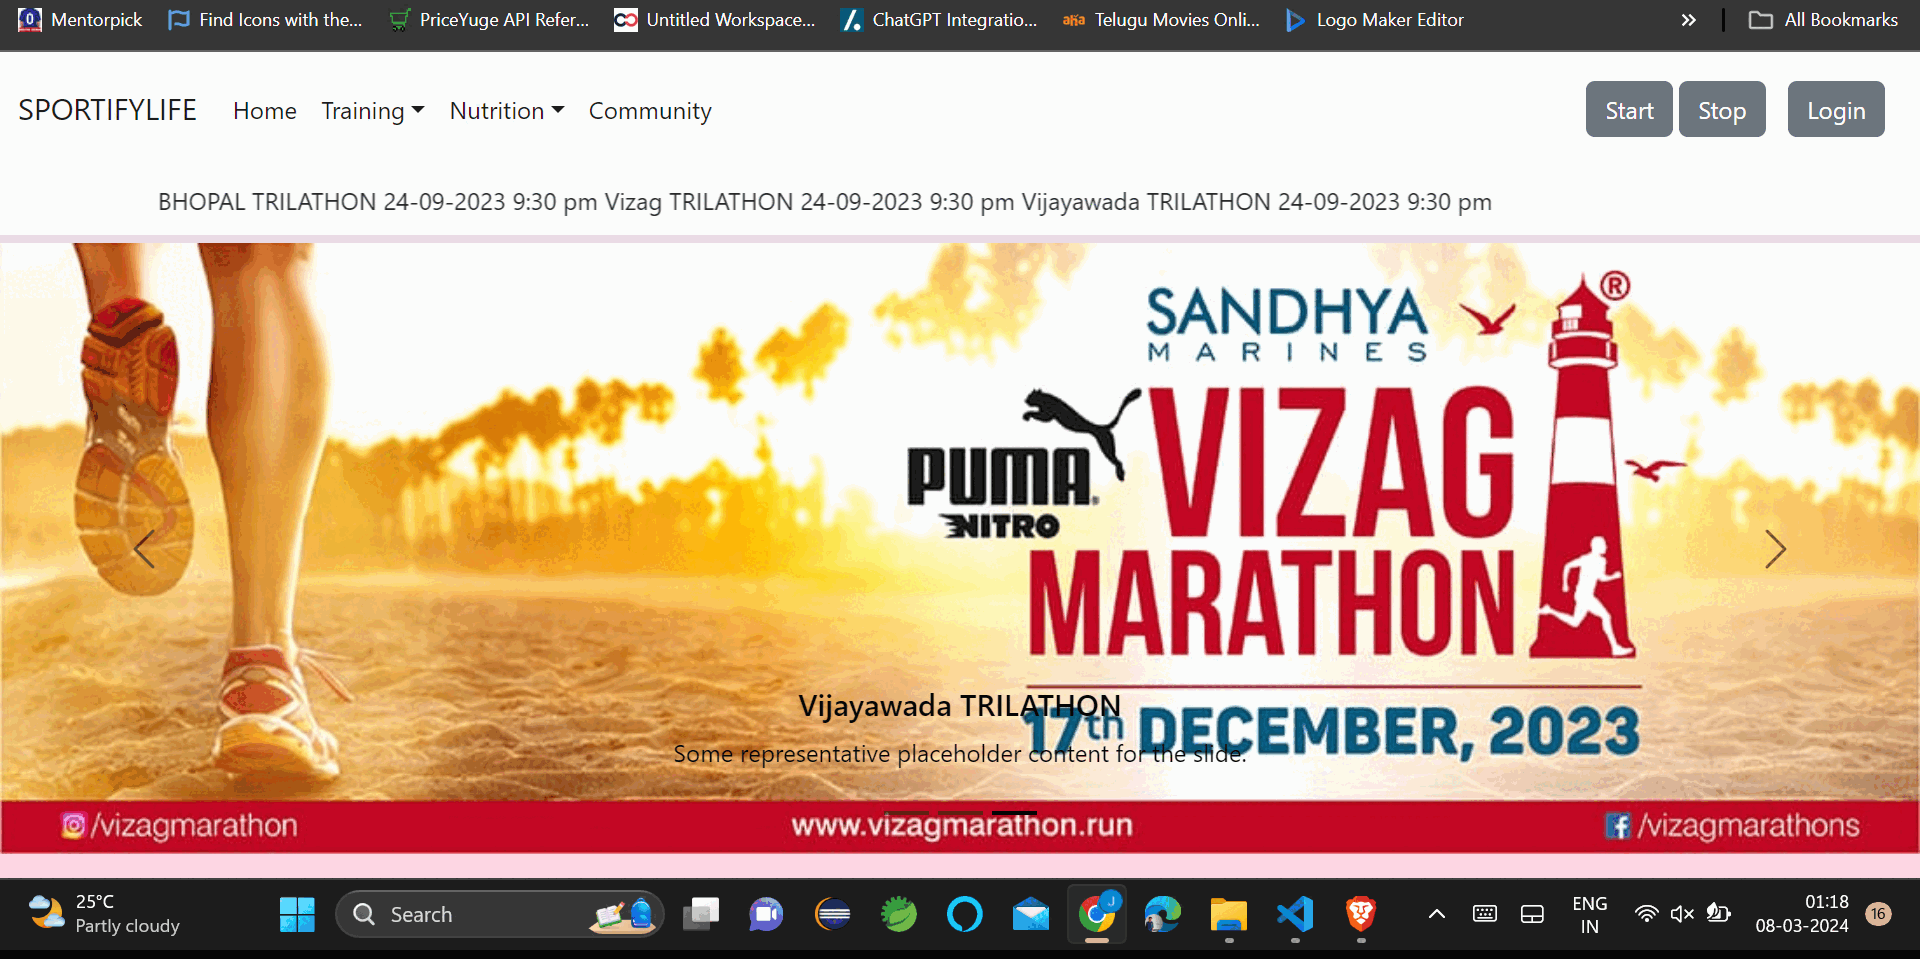 Mentorpick Find Icons with the... PriceYuge API Refer... Untitled Workspace... ChatGPT Integratio... aha Telugu Movies Onli... Logo Maker Editor » All Bookmarks
SPORTIFYLIFE Home Training Nutrition Community Start Stop Login
BHOPAL TRILATHON 24-09-2023 9:30 pm Vizag TRILATHON 24-09-2023 9:30 pm Vijayawada TRILATHON 24-09-2023 9:30 pm
SANDHYA ®
MARINES
VIZAG
PUMA®
NITRO
MARATHON
Vijayawada TRILATHON
17th DECEMBER, 2023
Some representative placeholder content for the slide.
/vizagmarathon www.vizagmarathon.run /vizagmarathons
25°C
Partly cloudy
Search
J
ENG
IN
01:18
08-03-2024
16